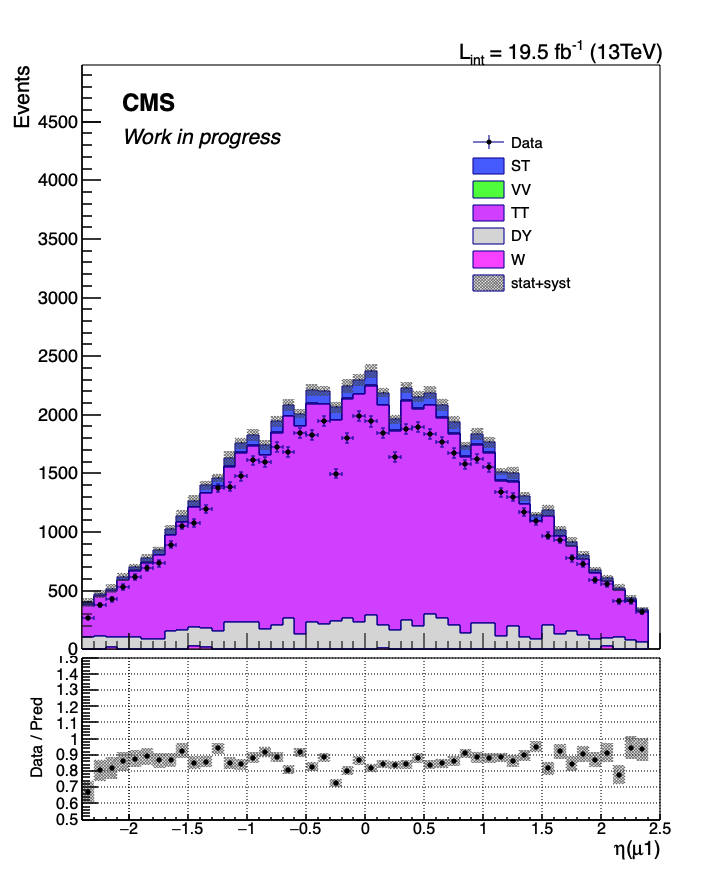 L_int = 19.5 fb^-1 (13TeV)
Events
CMS
Work in progress
Data
ST
VV
TT
DY
W
stat+syst
4500
4000
3500
3000
2500
2000
1500
1000
500
0
Data / Pred
1.5
1.4
1.3
1.2
1.1
1
0.9
0.8
0.7
0.6
0.5
−2 −1.5 −1 −0.5 0 0.5 1 1.5 2 2.5
η(μ1)